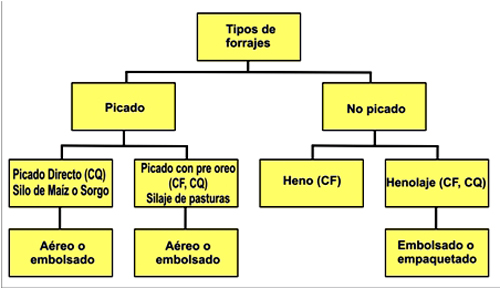 Tipos de
forrajes
Picado
No picado
Picado Directo (CQ)
Silo de Maíz o Sorgo
Picado con pre oreo
(CF, CQ)
Silaje de pasturas
Heno (CF)
Henolaje (CF, CQ)
Aéreo o
embolsado
Aéreo o
embolsado
Embolsado o
empaquetado